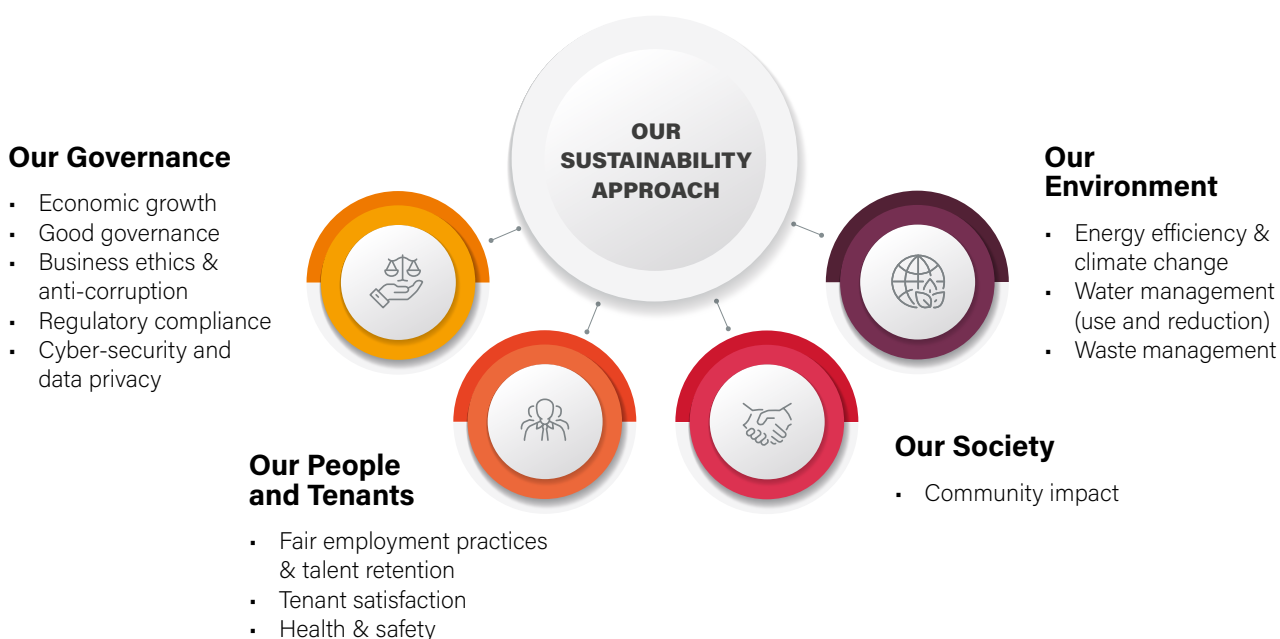 OUR
SUSTAINABILITY
APPROACH
Our Governance
▪ Economic growth
▪ Good governance
▪ Business ethics &
anti-corruption
▪ Regulatory compliance
▪ Cyber-security and
data privacy
Our People
and Tenants
▪ Fair employment practices
& talent retention
▪ Tenant satisfaction
▪ Health & safety
Our Society
▪ Community impact
Our
Environment
▪ Energy efficiency &
climate change
▪ Water management
(use and reduction)
▪ Waste management